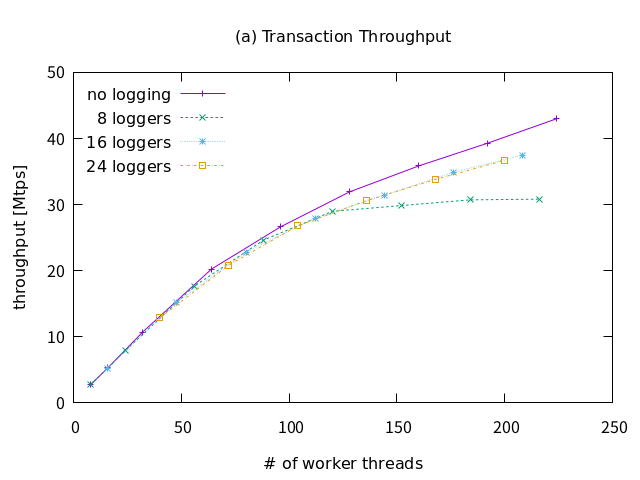 (a) Transaction Throughput
50
40
30
20
10
0
throughput [Mtps]
no logging
8 loggers
16 loggers
24 loggers
0 50 100 150 200 250
# of worker threads